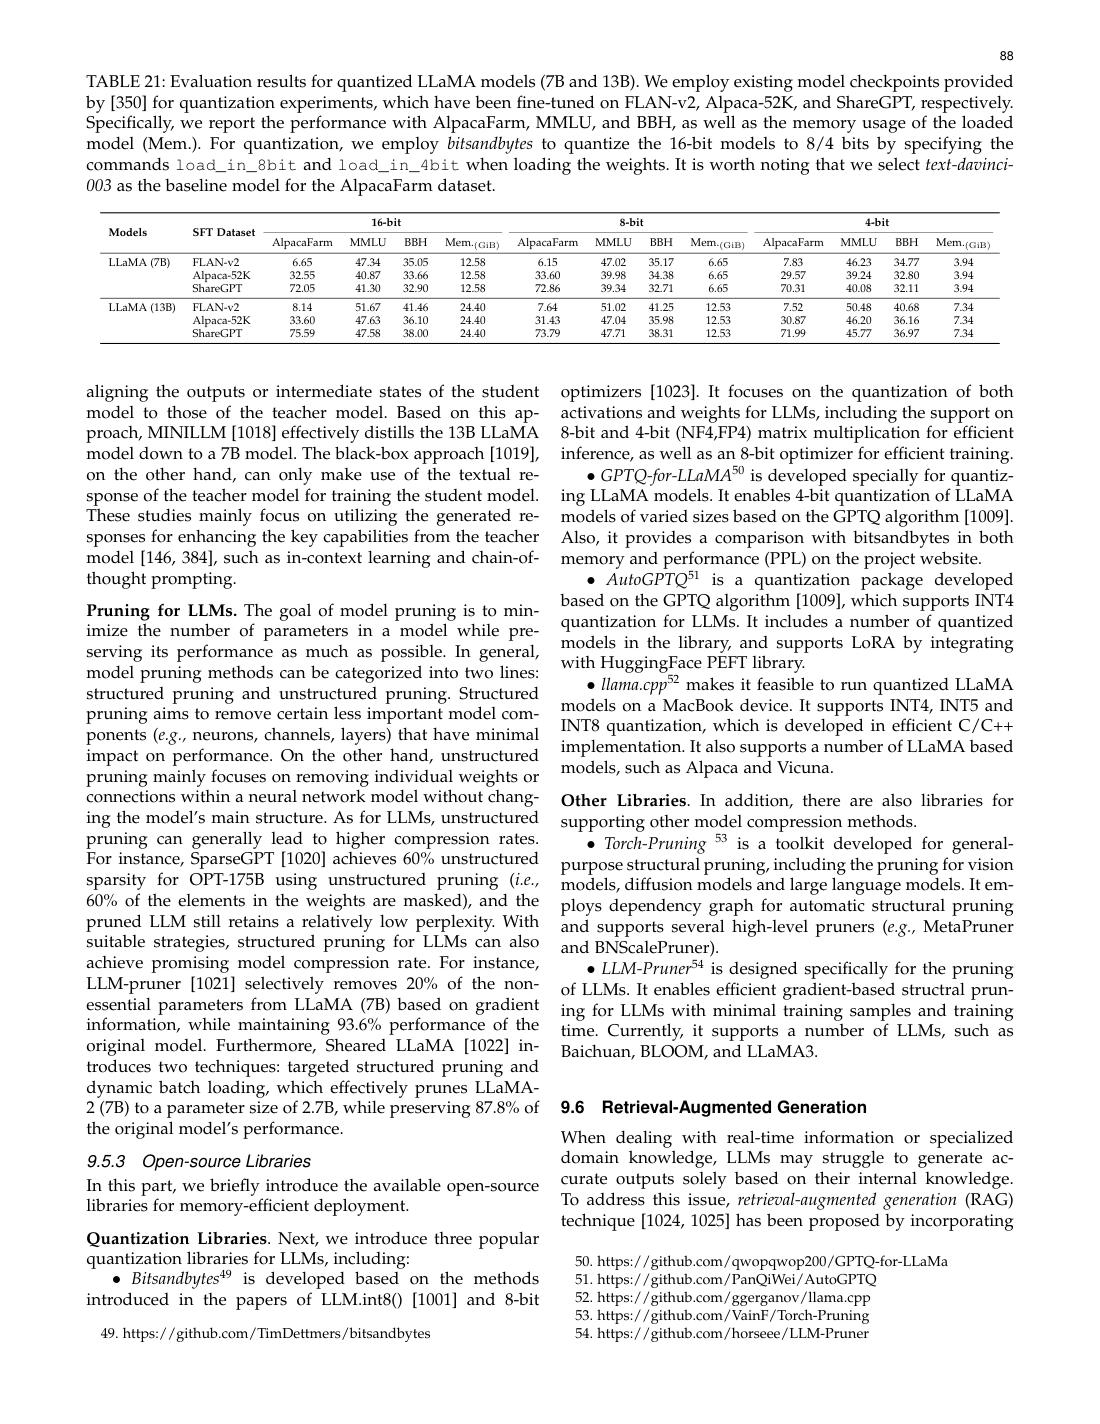 88
TABLE 21: Evaluation results for quantized LLaMA models (7B and 13B). We employ existing model checkpoints provided
by [350] for quantization experiments, which have been fine-tuned on FLAN-v2, Alpaca-52K, and ShareGPT, respectively.
Specifically, we report the performance with AlpacaFarm, MMLU, and BBH, as well as the memory usage of the loaded
model (Mem.). For quantization, we employ bitsandbytes to quantize the 16-bit models to 8/4 bits by specifying the
commands load_in_8bit and load_in_4bit when loading the weights. It is worth noting that we select text-davinci-
003 as the baseline model for the AlpacaFarm dataset.
Models SFT Dataset 16-bit 8-bit 4-bit
AlpacaFarm MMLU BBH Mem.(GiB) AlpacaFarm MMLU BBH Mem.(GiB) AlpacaFarm MMLU BBH Mem.(GiB)
LLaMA (7B) FLAN-v2 6.65 47.34 35.05 12.58 6.15 47.02 35.17 6.65 7.83 46.23 34.77 3.94
Alpaca-52K 32.55 40.87 33.66 12.58 33.60 39.98 34.38 6.65 29.57 39.24 32.80 3.94
ShareGPT 72.05 41.30 32.90 12.58 72.86 39.34 32.71 6.65 70.31 40.08 32.11 3.94
LLaMA (13B) FLAN-v2 8.14 51.67 41.46 24.40 7.64 51.02 41.25 12.53 7.52 50.48 40.68 7.34
Alpaca-52K 33.60 47.63 36.10 24.40 31.43 47.04 35.98 12.53 30.87 46.20 36.16 7.34
ShareGPT 75.59 47.58 38.00 24.40 73.79 47.71 38.31 12.53 71.99 45.77 36.97 7.34
aligning the outputs or intermediate states of the student
model to those of the teacher model. Based on this ap-
proach, MINILLM [1018] effectively distills the 13B LLaMA
model down to a 7B model. The black-box approach [1019],
on the other hand, can only make use of the textual re-
sponse of the teacher model for training the student model.
These studies mainly focus on utilizing the generated re-
sponses for enhancing the key capabilities from the teacher
model [146, 384], such as in-context learning and chain-of-
thought prompting.
Pruning for LLMs. The goal of model pruning is to min-
imize the number of parameters in a model while pre-
serving its performance as much as possible. In general,
model pruning methods can be categorized into two lines:
structured pruning and unstructured pruning. Structured
pruning aims to remove certain less important model com-
ponents (e.g., neurons, channels, layers) that have minimal
impact on performance. On the other hand, unstructured
pruning mainly focuses on removing individual weights or
connections within a neural network model without chang-
ing the model's main structure. As for LLMs, unstructured
pruning can generally lead to higher compression rates.
For instance, SparseGPT [1020] achieves 60% unstructured
sparsity for OPT-175B using unstructured pruning (i.e.,
60% of the elements in the weights are masked), and the
pruned LLM still retains a relatively low perplexity. With
suitable strategies, structured pruning for LLMs can also
achieve promising model compression rate. For instance,
LLM-pruner [1021] selectively removes 20% of the non-
essential parameters from LLaMA (7B) based on gradient
information, while maintaining 93.6% performance of the
original model. Furthermore, Sheared LLaMA [1022] in-
troduces two techniques: targeted structured pruning and
dynamic batch loading, which effectively prunes LLaMA-
2 (7B) to a parameter size of 2.7B, while preserving 87.8% of
the original model's performance.
9.5.3 Open-source Libraries
In this part, we briefly introduce the available open-source
libraries for memory-efficient deployment.
Quantization Libraries. Next, we introduce three popular
quantization libraries for LLMs, including:
• Bitsandbytes49 is developed based on the methods
introduced in the papers of LLM.int8() [1001] and 8-bit
49. https://github.com/TimDettmers/bitsandbytes
optimizers [1023]. It focuses on the quantization of both
activations and weights for LLMs, including the support on
8-bit and 4-bit (NF4,FP4) matrix multiplication for efficient
inference, as well as an 8-bit optimizer for efficient training.
• GPTQ-for-LLaMA50 is developed specially for quantiz-
ing LLaMA models. It enables 4-bit quantization of LLaMA
models of varied sizes based on the GPTQ algorithm [1009].
Also, it provides a comparison with bitsandbytes in both
memory and performance (PPL) on the project website.
• AutoGPTQ51 is a quantization package developed
based on the GPTQ algorithm [1009], which supports INT4
quantization for LLMs. It includes a number of quantized
models in the library, and supports LoRA by integrating
with HuggingFace PEFT library.
• llama.cpp52 makes it feasible to run quantized LLaMA
models on a MacBook device. It supports INT4, INT5 and
INT8 quantization, which is developed in efficient C/C++
implementation. It also supports a number of LLaMA based
models, such as Alpaca and Vicuna.
Other Libraries. In addition, there are also libraries for
supporting other model compression methods.
• Torch-Pruning 53 is a toolkit developed for general-
purpose structural pruning, including the pruning for vision
models, diffusion models and large language models. It em-
ploys dependency graph for automatic structural pruning
and supports several high-level pruners (e.g., MetaPruner
and BNScalePruner).
• LLM-Pruner54 is designed specifically for the pruning
of LLMs. It enables efficient gradient-based structral prun-
ing for LLMs with minimal training samples and training
time. Currently, it supports a number of LLMs, such as
Baichuan, BLOOM, and LLaMA3.
9.6 Retrieval-Augmented Generation
When dealing with real-time information or specialized
domain knowledge, LLMs may struggle to generate ac-
curate outputs solely based on their internal knowledge.
To address this issue, retrieval-augmented generation (RAG)
technique [1024, 1025] has been proposed by incorporating
50. https://github.com/qwopqwop200/GPTQ-for-LLaMa
51. https://github.com/PanQiWei/AutoGPTQ
52. https://github.com/ggerganov/llama.cpp
53. https://github.com/VainF/Torch-Pruning
54. https://github.com/horseee/LLM-Pruner